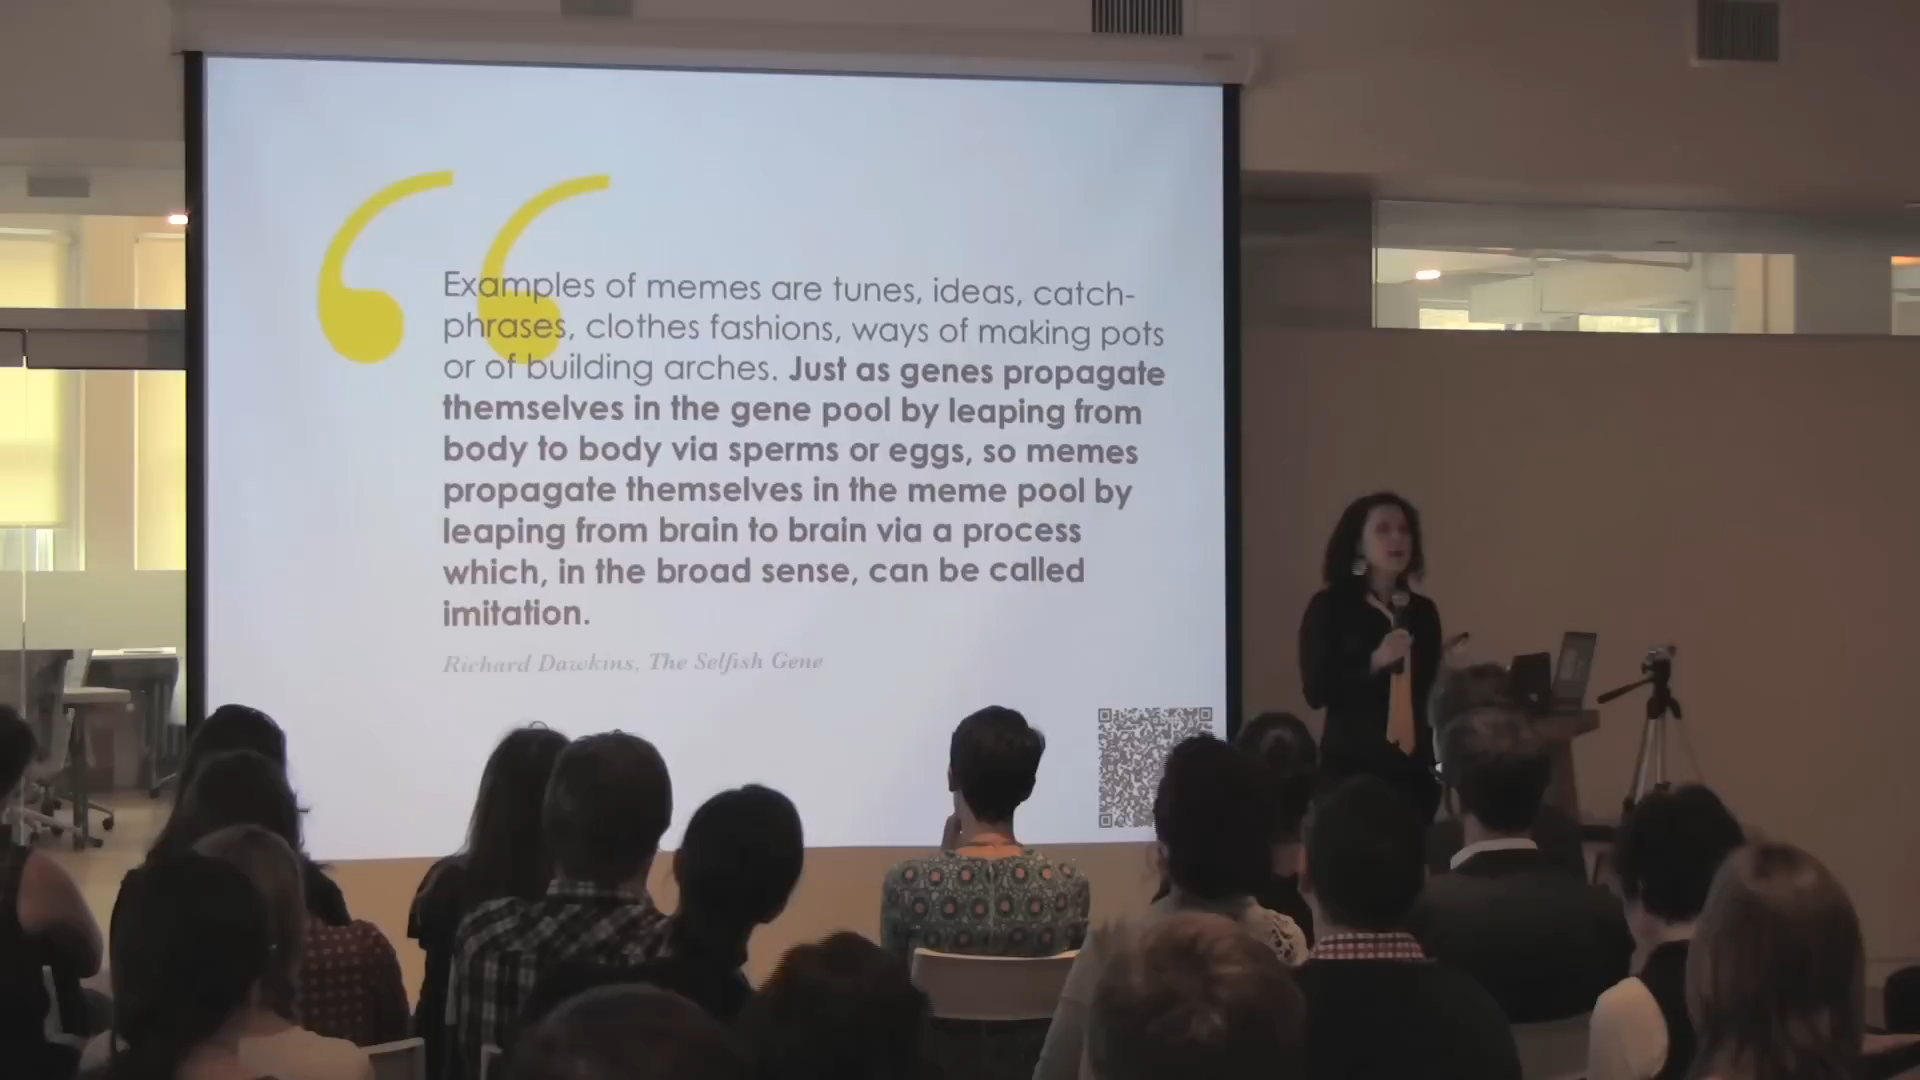 Examples of memes are tunes, ideas, catch-
phrases, clothes fashions, ways of making pots
or of building arches. Just as genes propagate
themselves in the gene pool by leaping from
body to body via sperms or eggs, so memes
propagate themselves in the meme pool by
leaping from brain to brain via a process
which, in the broad sense, can be called
imitation.
Richard Dawkins, The Selfish Gene